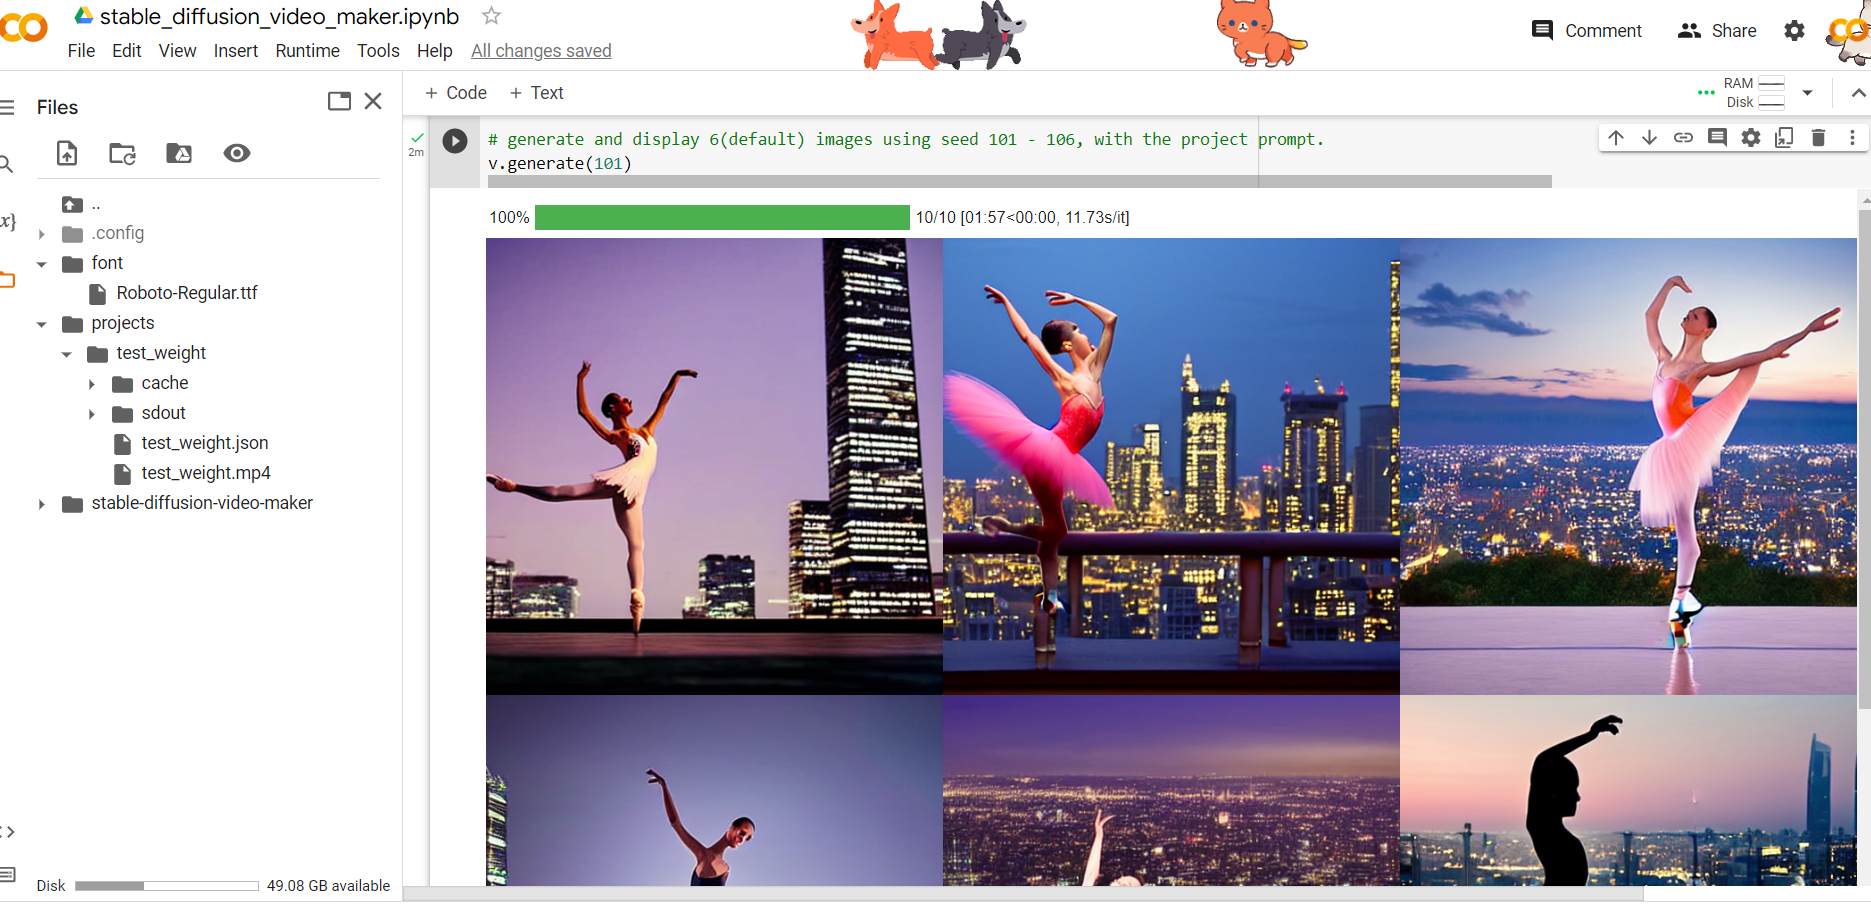 stable_diffusion_video_maker.ipynb
File Edit View Insert Runtime Tools Help All changes saved
Comment Share
Files
+ Code + Text
RAM
Disk
2m
# generate and display 6(default) images using seed 101 - 106, with the project prompt.
v.generate(101)
100% 10/10 [01:57<00:00, 11.73s/it]
..
.config
font
Roboto-Regular.ttf
projects
test_weight
cache
sdout
test_weight.json
test_weight.mp4
stable-diffusion-video-maker
{x}
Disk 49.08 GB available